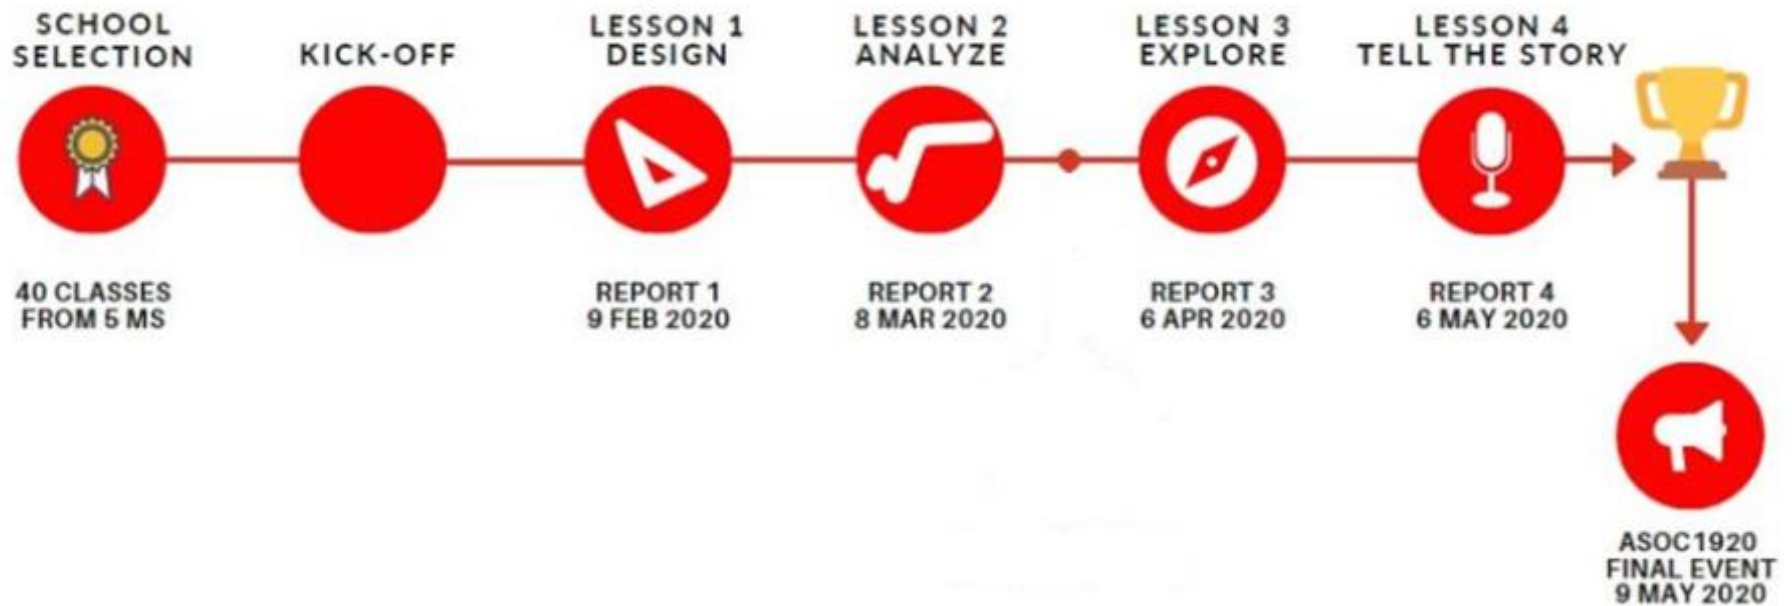 SCHOOL
SELECTION
KICK-OFF
LESSON 1
DESIGN
LESSON 2
ANALYZE
LESSON 3
EXPLORE
LESSON 4
TELL THE STORY
40 CLASSES
FROM 5 MS
REPORT 1
9 FEB 2020
REPORT 2
8 MAR 2020
REPORT 3
6 APR 2020
REPORT 4
6 MAY 2020
ASOC1920
FINAL EVENT
9 MAY 2020